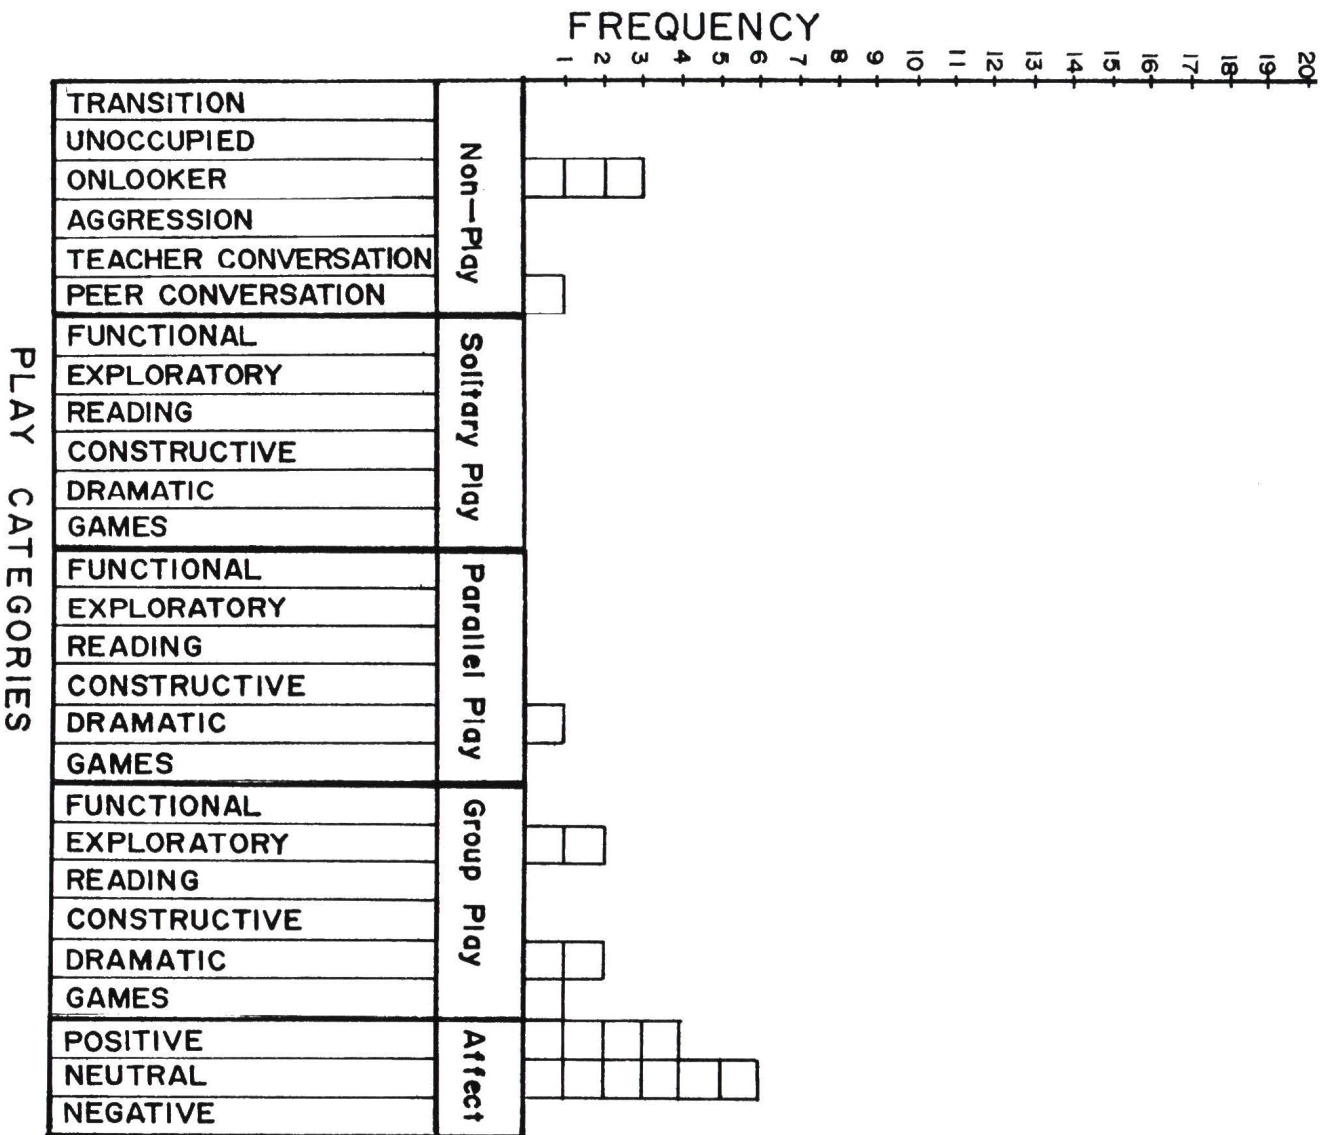 FREQUENCY
1 2 3 4 5 6 7 8 9 10 11 12 13 14 15 16 17 18 19 20
PLAY CATEGORIES
Non-Play
TRANSITION
UNOCCUPIED
ONLOOKER
AGGRESSION
TEACHER CONVERSATION
PEER CONVERSATION
Solitary Play
FUNCTIONAL
EXPLORATORY
READING
CONSTRUCTIVE
DRAMATIC
GAMES
Parallel Play
FUNCTIONAL
EXPLORATORY
READING
CONSTRUCTIVE
DRAMATIC
GAMES
Group Play
FUNCTIONAL
EXPLORATORY
READING
CONSTRUCTIVE
DRAMATIC
GAMES
Affect
POSITIVE
NEUTRAL
NEGATIVE